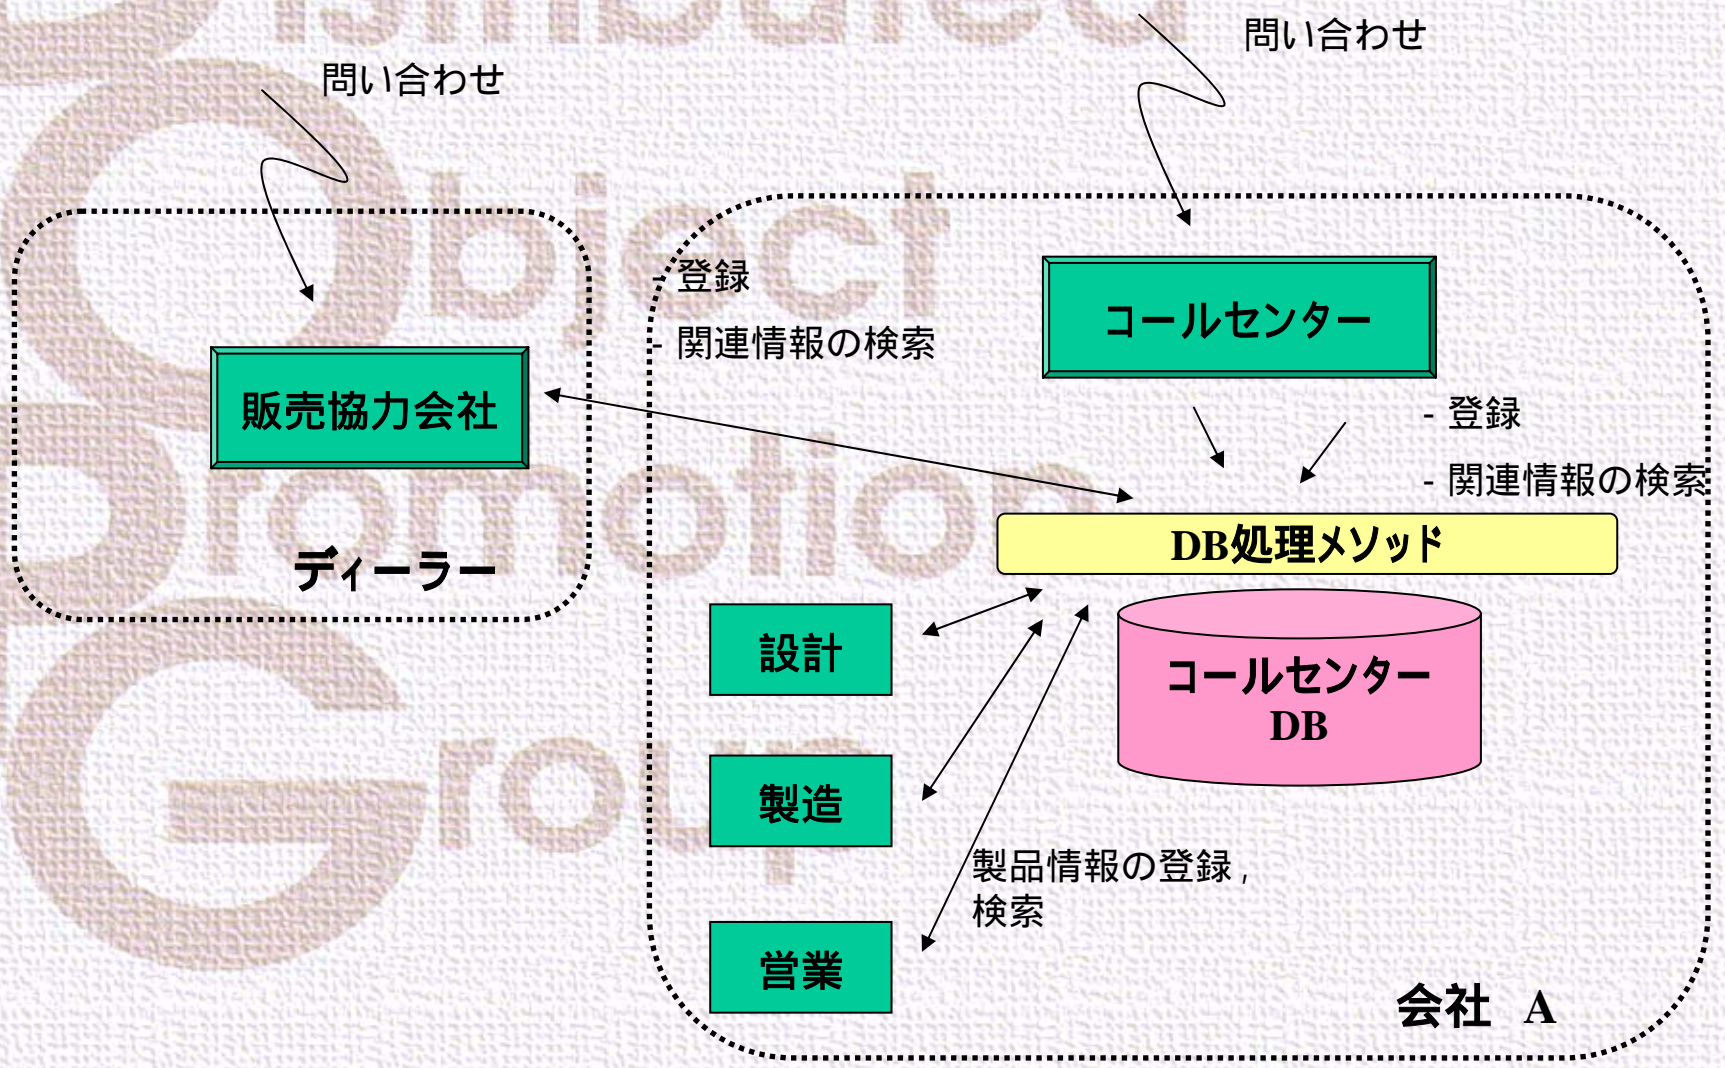 istributed
問い合わせ
問い合わせ
Object
- 登録
- 関連情報の検索
コールセンター
販売協力会社
- 登録
- 関連情報の検索
Promotion
DB処理メソッド
ディーラー
設計
コールセンター
DB
Group
製造
製品情報の登録 ,
検索
営業
会社 A